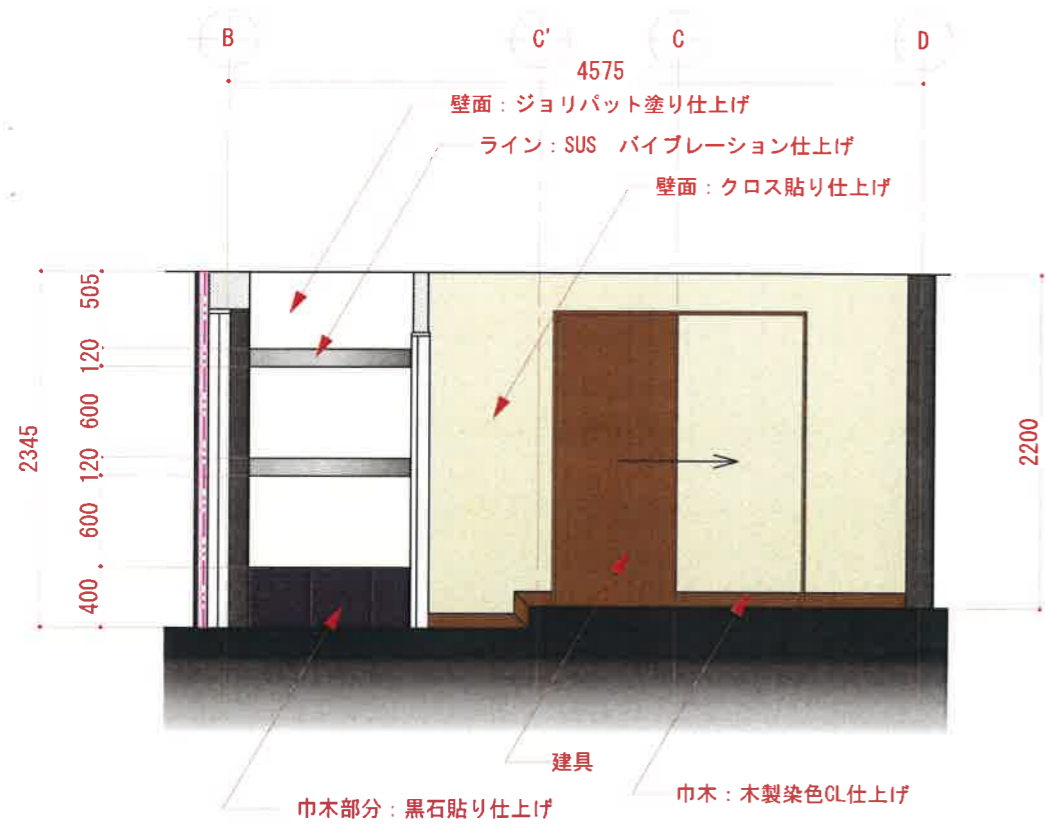 B
C'
C
D
4575
壁面：ジョリパット塗り仕上げ
ライン：SUS　バイブレーション仕上げ
壁面：クロス貼り仕上げ
505
120
600
120
600
400
2345
2200
建具
巾木部分：黒石貼り仕上げ
巾木：木製染色CL仕上げ